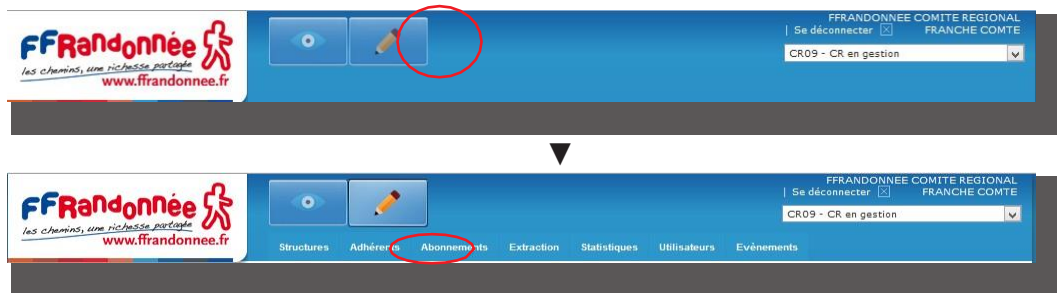 FFRandonnée
les chemins, une richesse partagée
www.ffrandonnee.fr
FFRANDONNEE COMITE REGIONAL
| Se déconnecter FRANCHE COMTE
CR09 - CR en gestion
FFRandonnée
les chemins, une richesse partagée
www.ffrandonnee.fr
FFRANDONNEE COMITE REGIONAL
| Se déconnecter FRANCHE COMTE
CR09 - CR en gestion
Structures Adhérents Abonnements Extraction Statistiques Utilisateurs Evènements